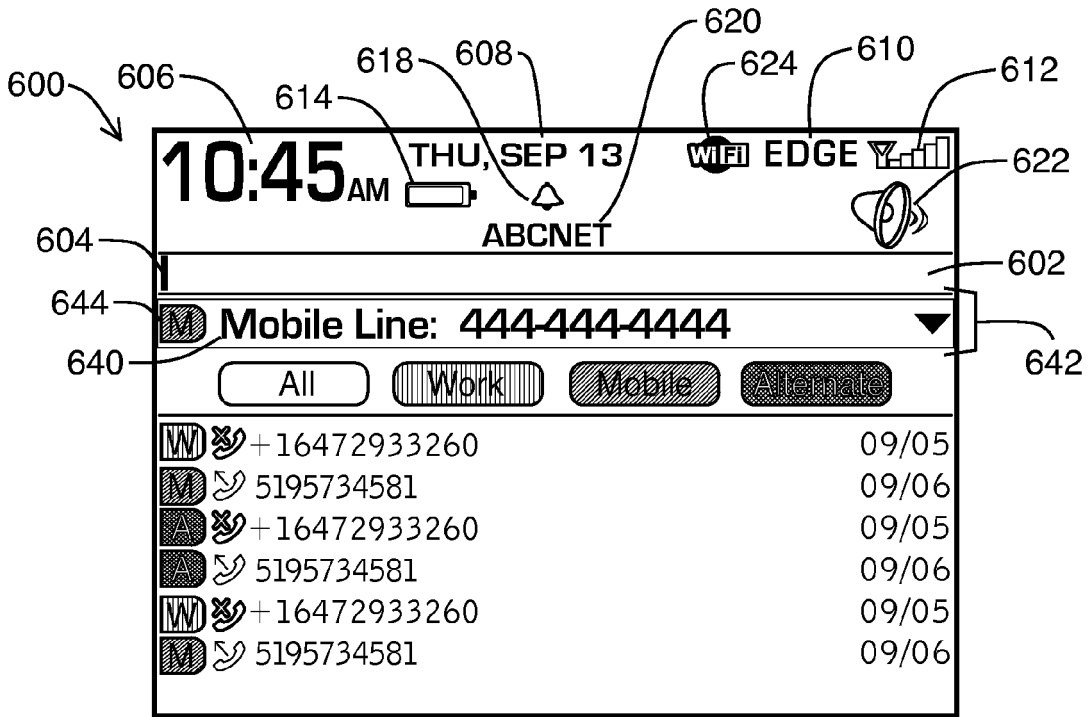 620
618 608 624 610
600 606 614 612
10:45 AM THU, SEP 13 WiFi EDGE
622
ABCNET
604 602
644 M Mobile Line: 444-444-4444
640 642
All Work Mobile Alternate
W +16472933260 09/05
M 5195734581 09/06
A +16472933260 09/05
A 5195734581 09/06
W +16472933260 09/05
M 5195734581 09/06